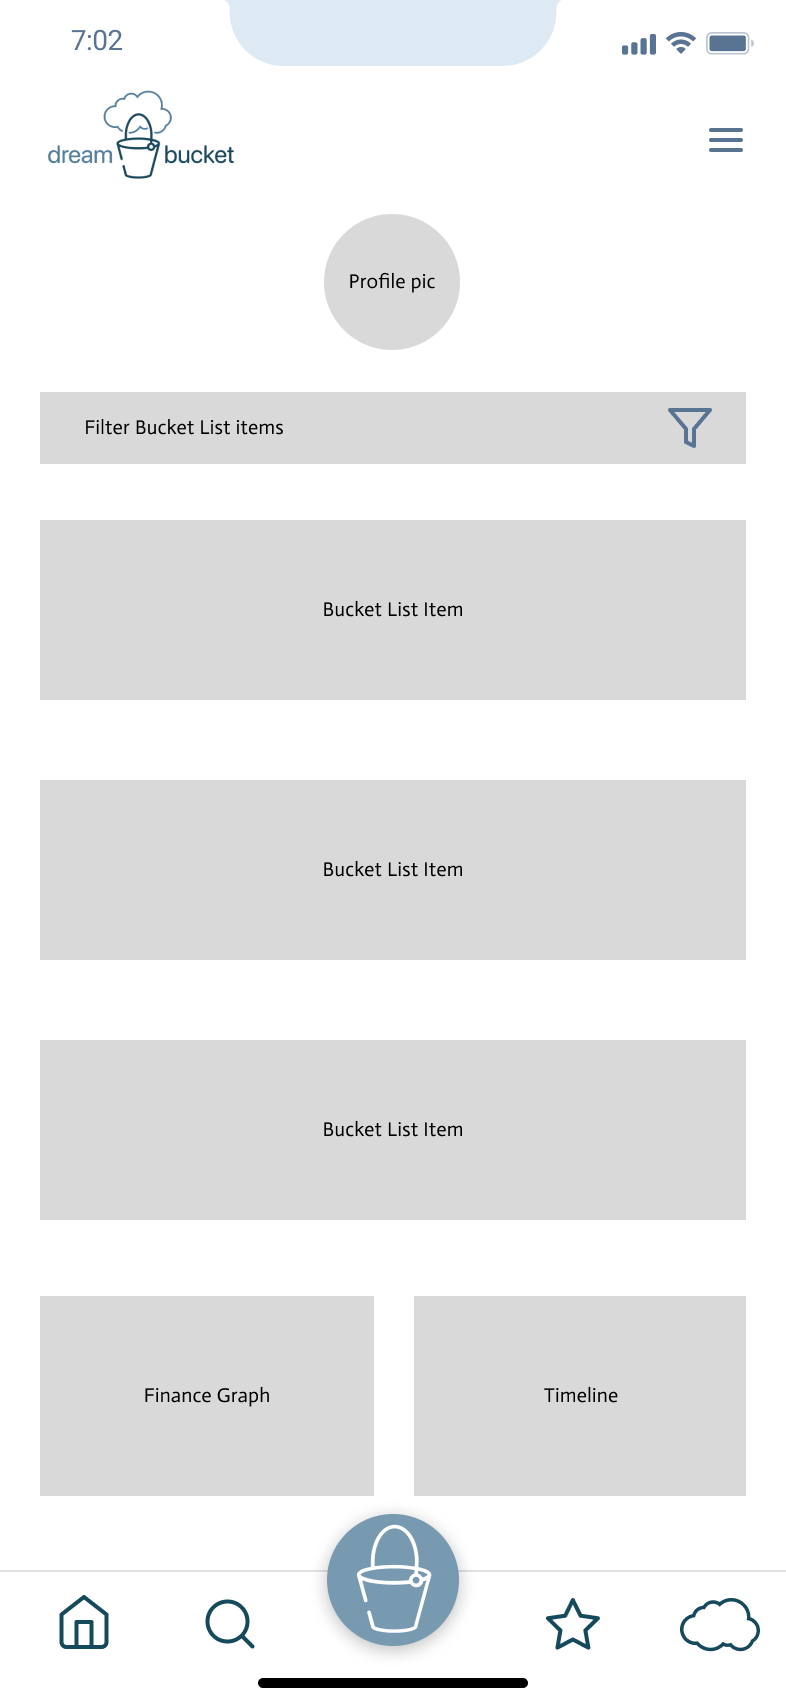 7:02
dream bucket
Profile pic
Filter Bucket List items
Bucket List Item
Bucket List Item
Bucket List Item
Finance Graph
Timeline